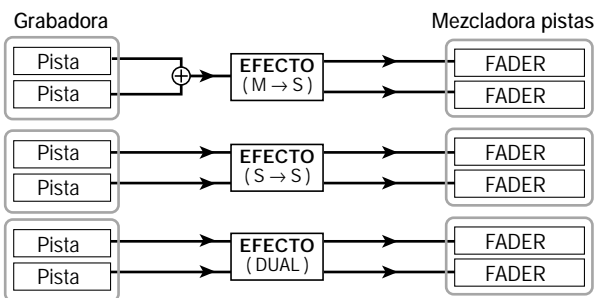 Grabadora
Mezcladora pistas
Pista
Pista
EFECTO
( M → S )
FADER
FADER
Pista
Pista
EFECTO
( S → S )
FADER
FADER
Pista
Pista
EFECTO
( DUAL )
FADER
FADER